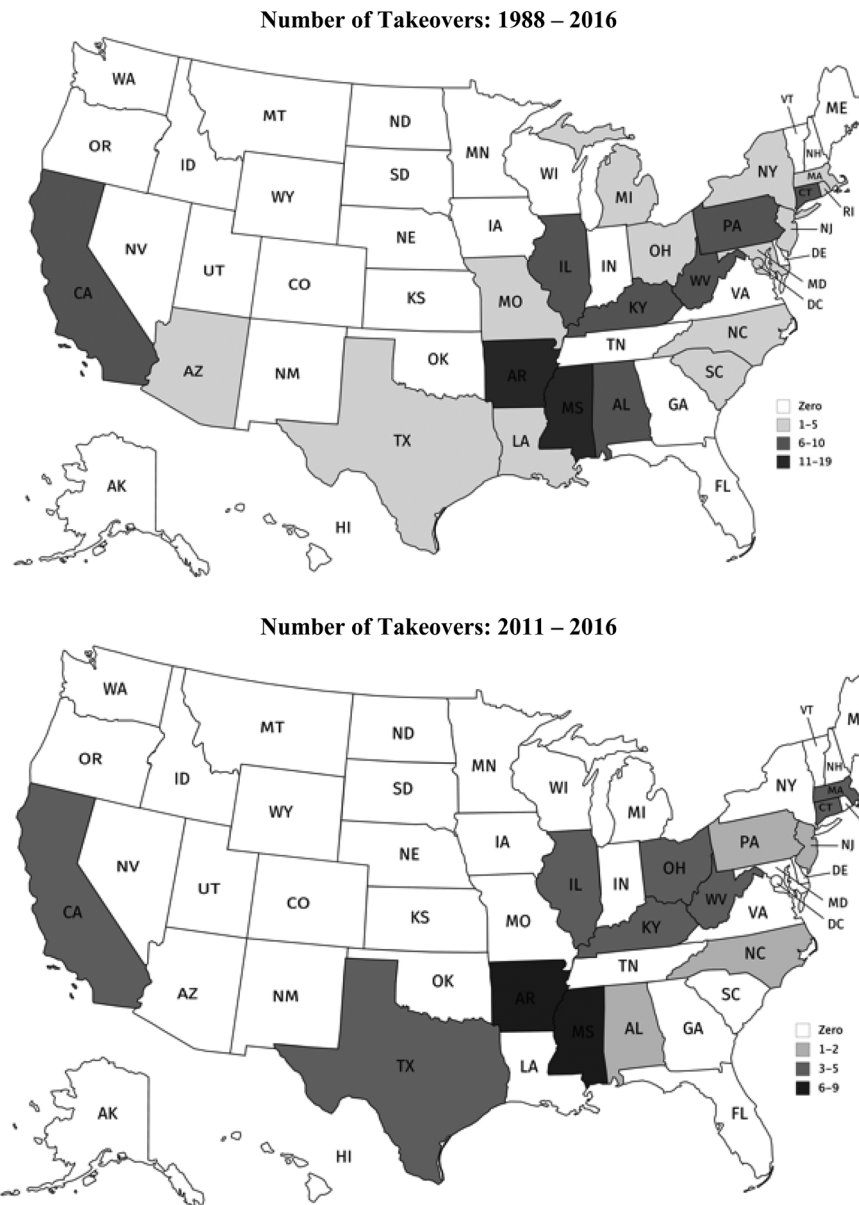 Number of Takeovers: 1988 – 2016
WA
MT
ND
MN
VT
ME
OR
ID
SD
WI
NH
NY
MA
CT
RI
WY
MI
IA
NE
PA
NJ
NV
UT
CO
IL
IN
OH
DE
MD
DC
CA
KS
MO
WV
VA
KY
AZ
NM
OK
AR
TN
NC
SC
MS
AL
GA
TX
LA
Zero
1–5
6–10
11–19
AK
HI
FL
Number of Takeovers: 2011 – 2016
WA
MT
ND
MN
VT
M
OR
ID
SD
WI
NH
NY
MA
CT
WY
MI
IA
NE
PA
NJ
NV
UT
CO
IL
IN
OH
DE
MD
DC
CA
KS
MO
WV
VA
KY
AZ
NM
OK
AR
TN
NC
SC
MS
AL
GA
TX
LA
Zero
1–2
3–5
6–9
AK
HI
FL